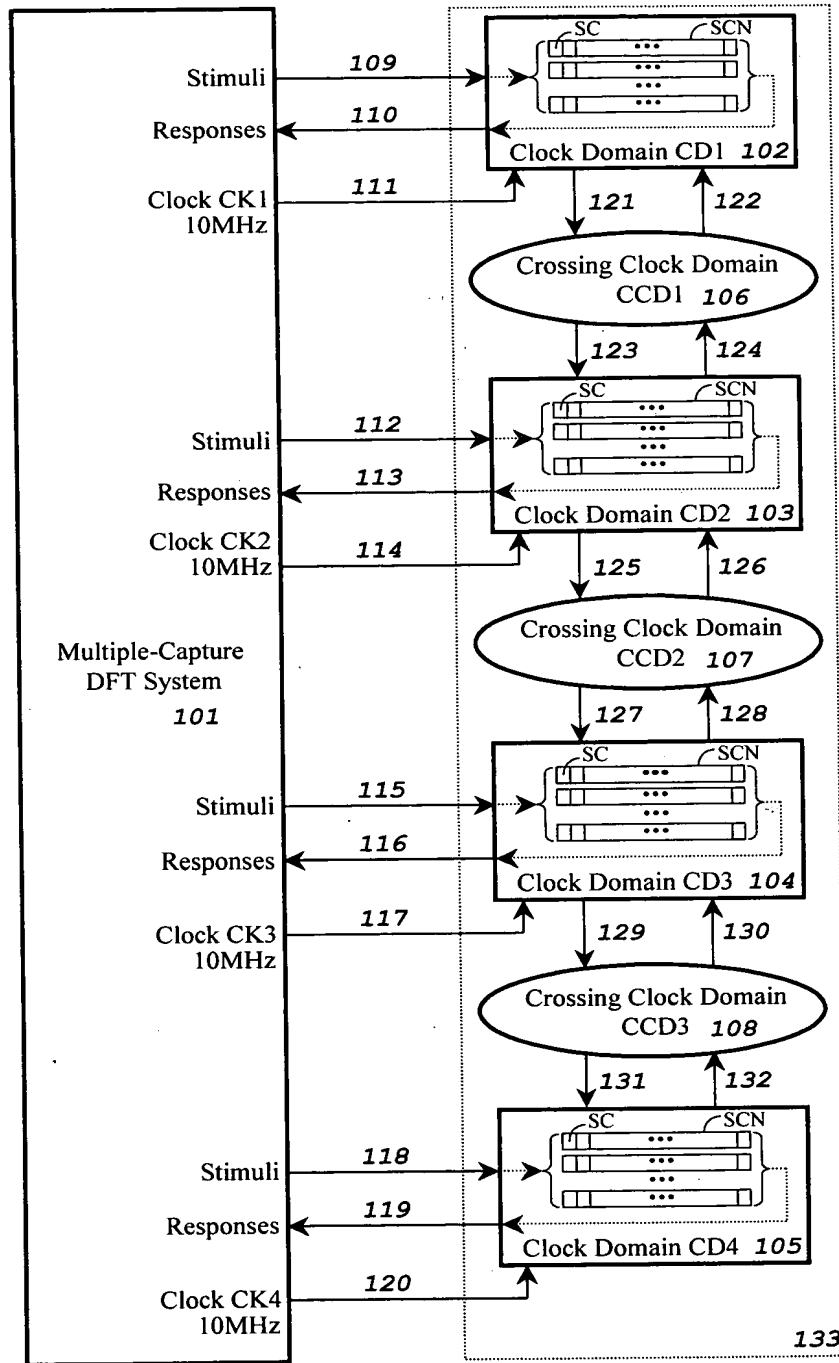 SC SCN
Stimuli 109
Responses 110
Clock Domain CD1 102
Clock CK1 111
10MHz
121 122
Crossing Clock Domain
CCD1 106
123 124
SC SCN
Stimuli 112
Responses 113
Clock Domain CD2 103
Clock CK2 114
10MHz
125 126
Crossing Clock Domain
CCD2 107
Multiple-Capture
DFT System
101
127 128
SC SCN
Stimuli 115
Responses 116
Clock Domain CD3 104
Clock CK3 117
10MHz
129 130
Crossing Clock Domain
CCD3 108
131 132
SC SCN
Stimuli 118
Responses 119
Clock Domain CD4 105
Clock CK4 120
10MHz
133